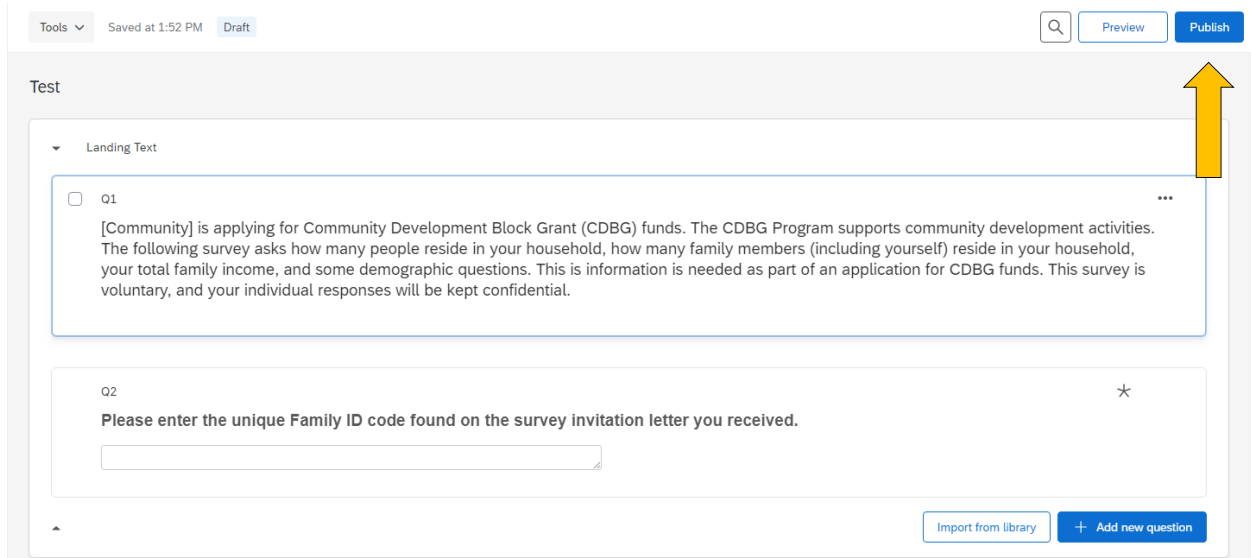 Tools Saved at 1:52 PM Draft Preview Publish
Test
Landing Text
Q1
[Community] is applying for Community Development Block Grant (CDBG) funds. The CDBG Program supports community development activities.
The following survey asks how many people reside in your household, how many family members (including yourself) reside in your household,
your total family income, and some demographic questions. This is information is needed as part of an application for CDBG funds. This survey is
voluntary, and your individual responses will be kept confidential.
Q2
Please enter the unique Family ID code found on the survey invitation letter you received.
Import from library + Add new question